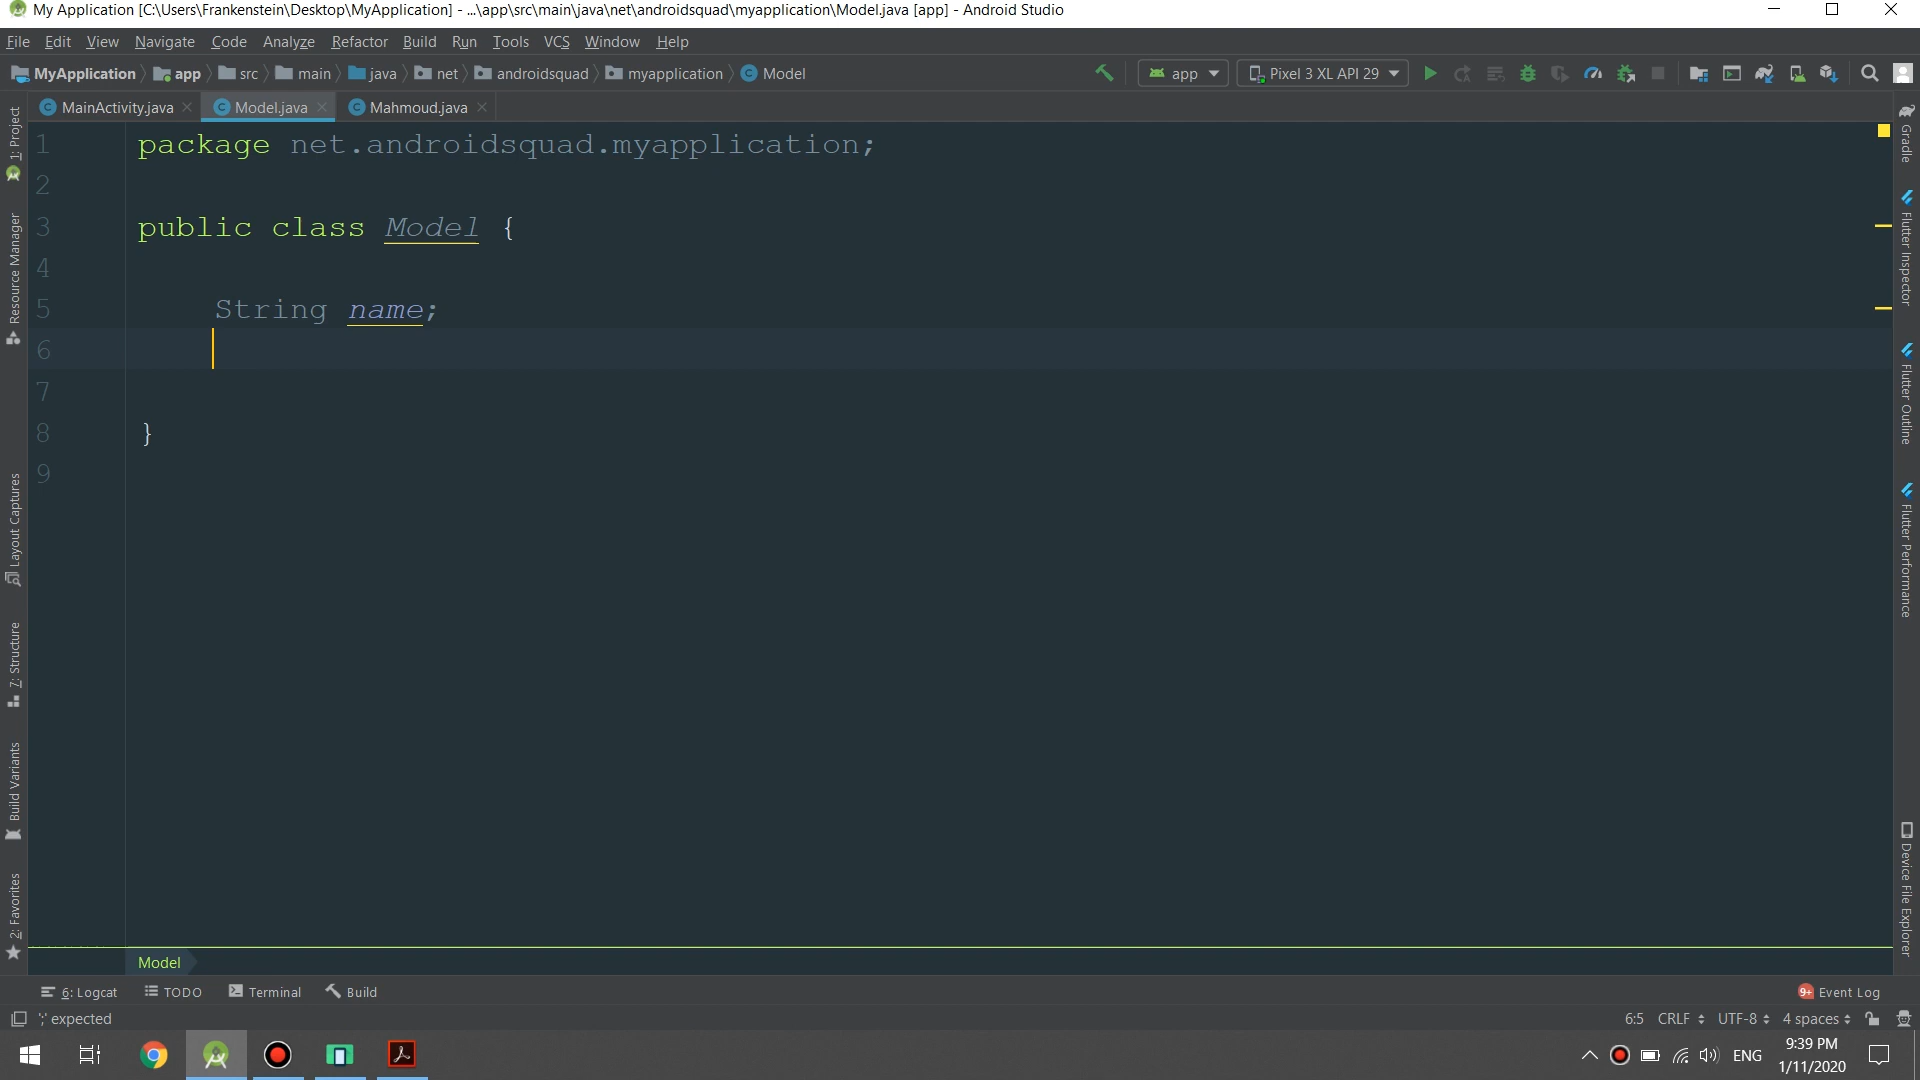 My Application [C:\Users\Frankenstein\Desktop\MyApplication] - ...\app\src\main\java\net\androidsquad\myapplication\Model.java [app] - Android Studio
File Edit View Navigate Code Analyze Refactor Build Run Tools VCS Window Help
MyApplication app src main java net androidsquad myapplication Model app Pixel 3 XL API 29
MainActivity.java Model.java Mahmoud.java
1 package net.androidsquad.myapplication;
2
3 public class Model {
4
5 String name;
6
7
8 }
9
1: Project
Resource Manager
Layout Captures
7: Structure
Build Variants
2: Favorites
Gradle
Flutter Inspector
Flutter Outline
Flutter Performance
Device File Explorer
Model
6: Logcat TODO Terminal Build 9+ Event Log
';' expected 6:5 CRLF UTF-8 4 spaces
ENG 9:39 PM
1/11/2020